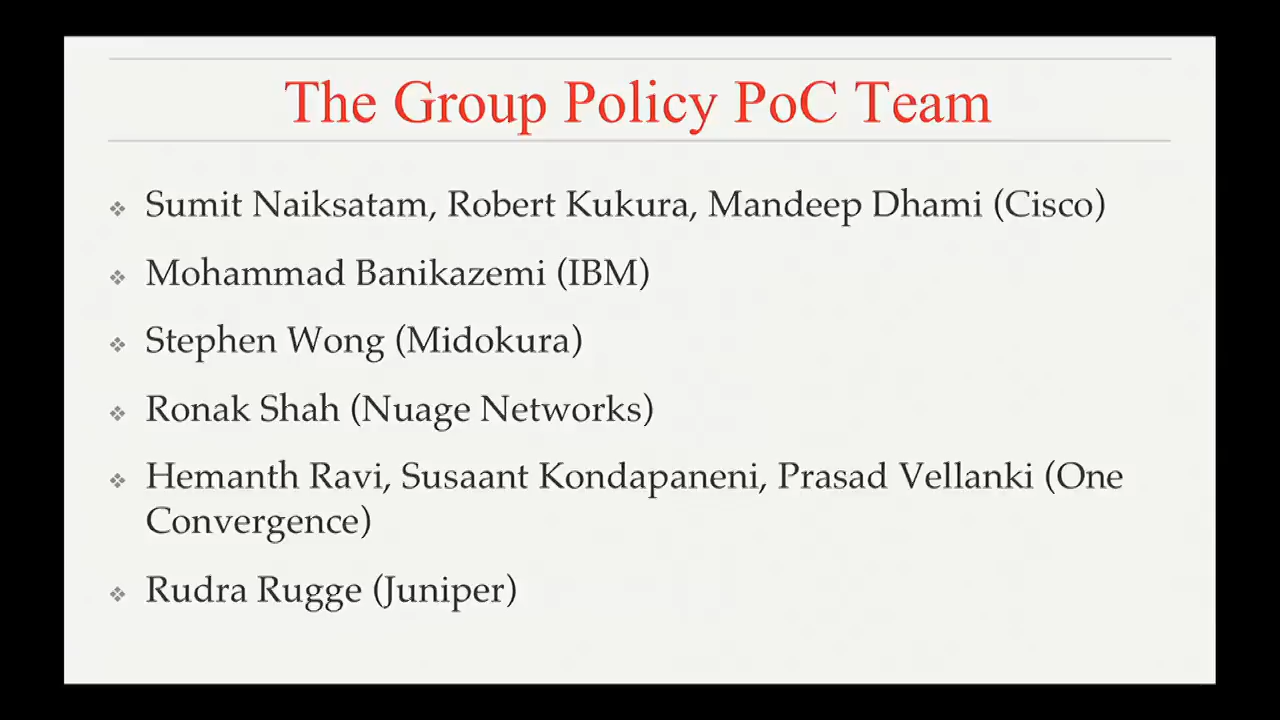 The Group Policy PoC Team
Sumit Naiksatam, Robert Kukura, Mandeep Dhami (Cisco)
Mohammad Banikazemi (IBM)
Stephen Wong (Midokura)
Ronak Shah (Nuage Networks)
Hemanth Ravi, Susaant Kondapaneni, Prasad Vellanki (One
Convergence)
Rudra Rugge (Juniper)